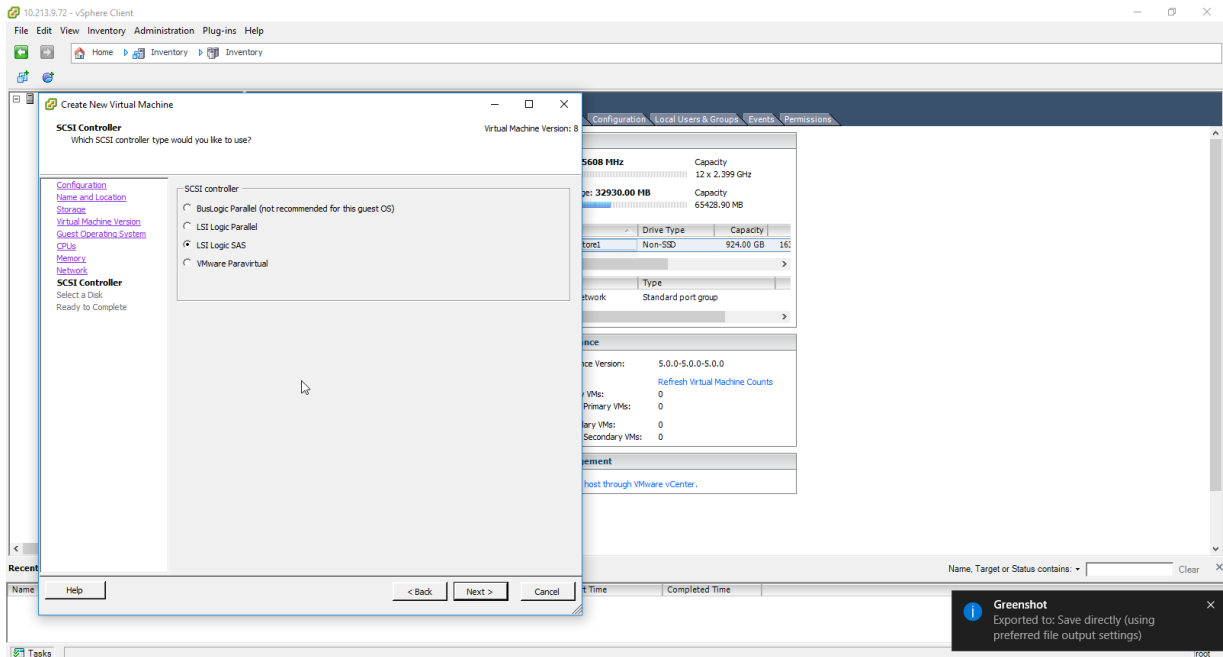 10.213.9.72 - vSphere Client
File Edit View Inventory Administration Plug-ins Help
Home Inventory Inventory
Create New Virtual Machine
SCSI Controller
Which SCSI controller type would you like to use?
Virtual Machine Version: 8
Configuration
Name and Location
Storage
Virtual Machine Version
Guest Operating System
CPUs
Memory
Network
SCSI Controller
Select a Disk
Ready to Complete
SCSI controller
BusLogic Parallel (not recommended for this guest OS)
LSI Logic Parallel
LSI Logic SAS
VMware Paravirtual
Help
< Back Next > Cancel
Configuration Local Users & Groups Events Permissions
5608 MHz Capacity
12 x 2.399 GHz
ge: 32930.00 MB Capacity
65428.90 MB
Drive Type Capacity
tore1 Non-SSD 924.00 GB 163
Type
etwork Standard port group
ance
nce Version: 5.0.0-5.0.0-5.0.0
Refresh Virtual Machine Counts
VMs: 0
Primary VMs: 0
dary VMs: 0
Secondary VMs: 0
ement
host through VMware vCenter.
Recent
Name, Target or Status contains: Clear
Name t Time Completed Time
Greenshot
Exported to: Save directly (using
preferred file output settings)
Tasks
root